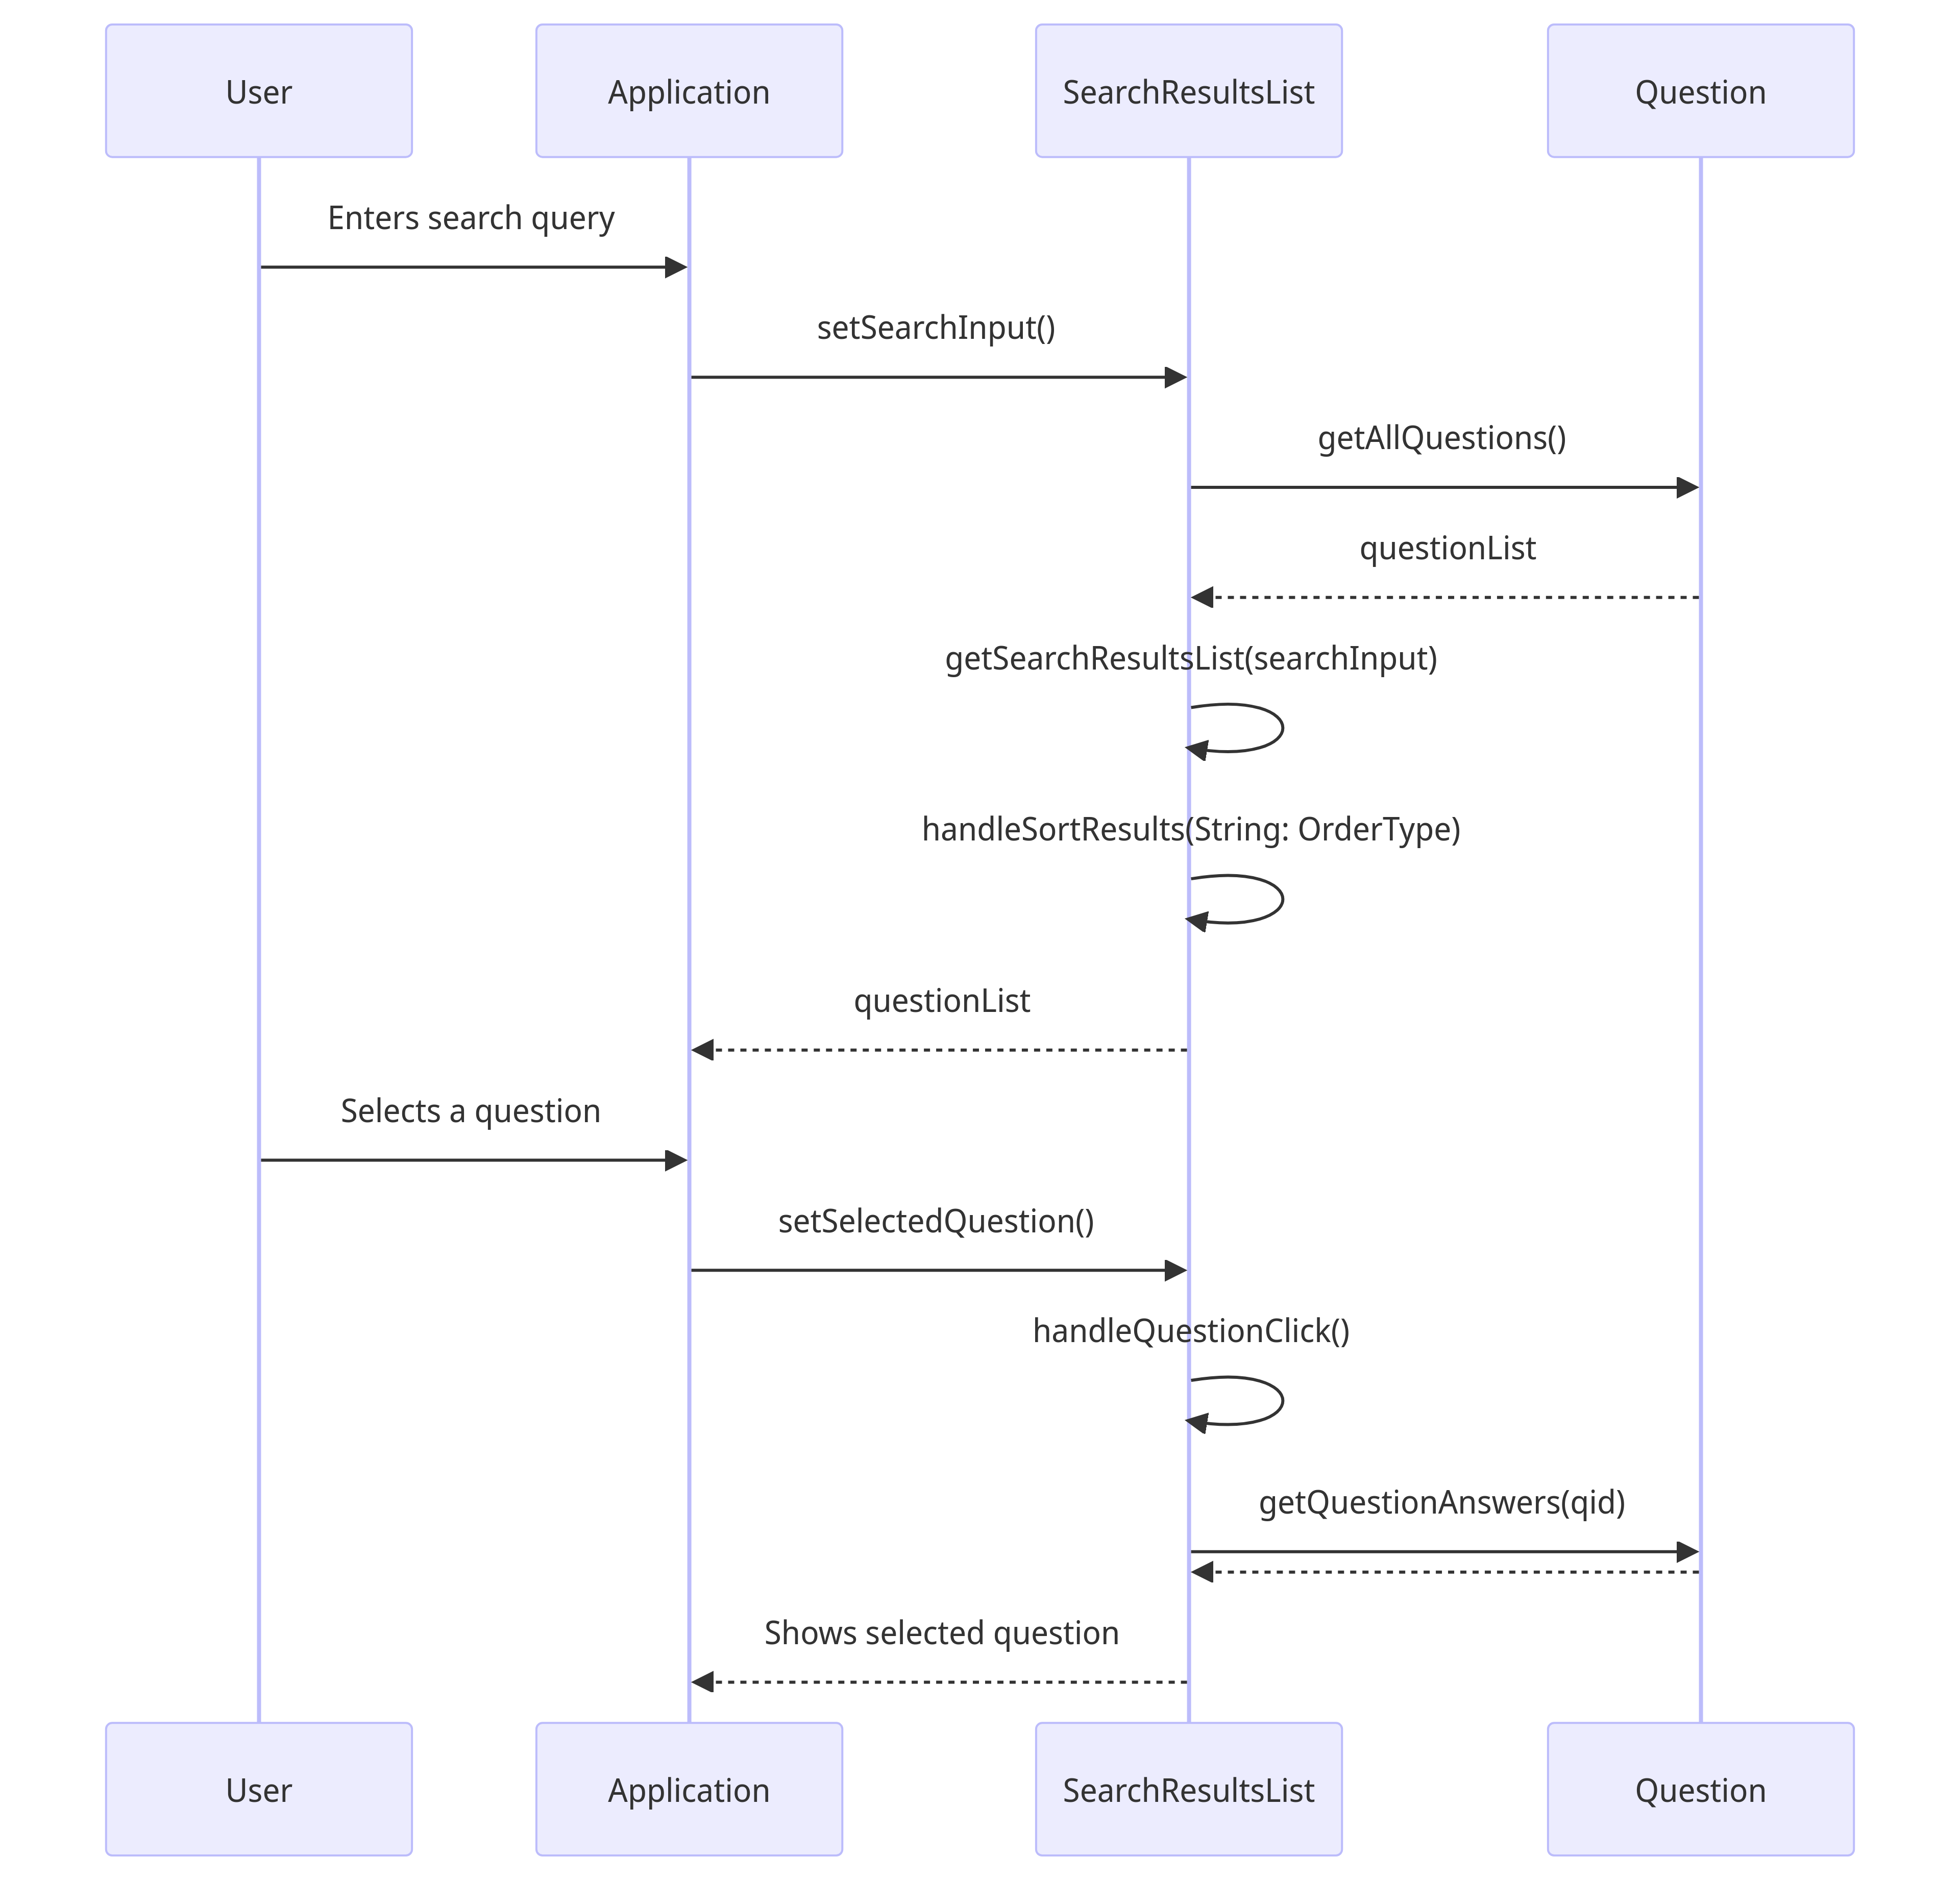 User
Application
SearchResultsList
Question
Enters search query
setSearchInput()
getAllQuestions()
questionList
getSearchResultsList(searchInput)
handleSortResults(String: OrderType)
questionList
Selects a question
setSelectedQuestion()
handleQuestionClick()
getQuestionAnswers(qid)
Shows selected question
User
Application
SearchResultsList
Question